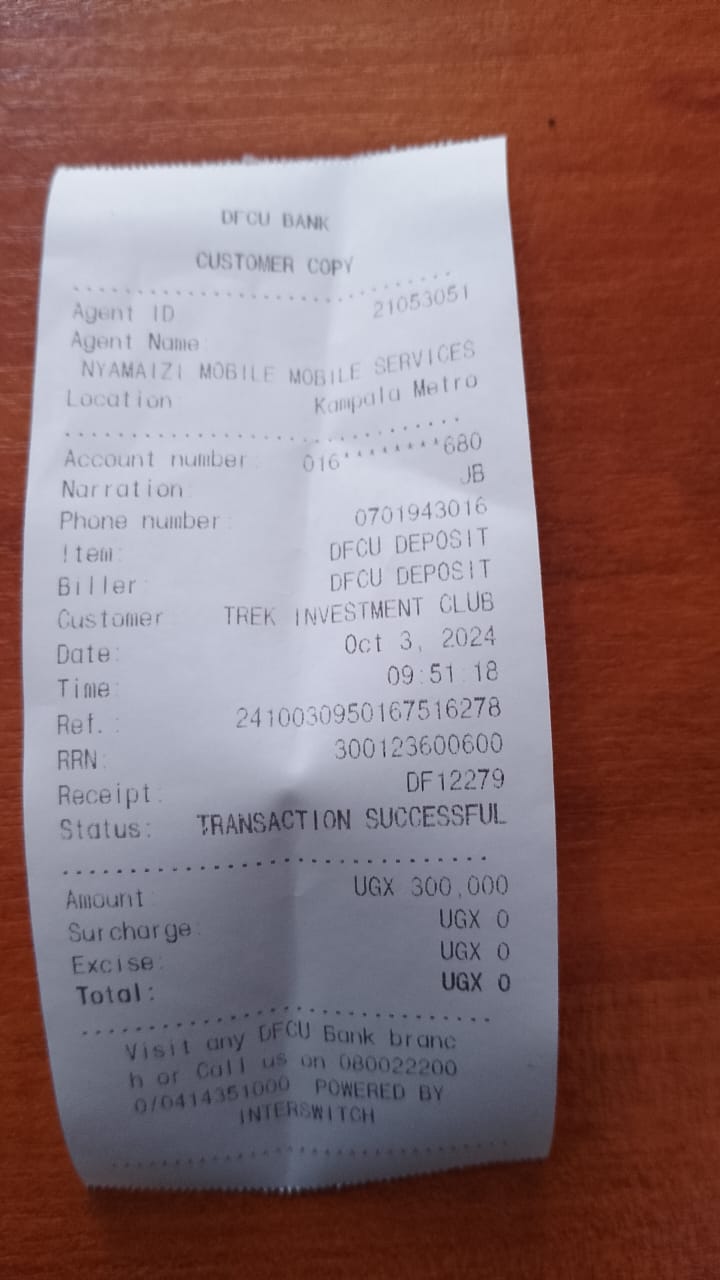 DFCU BANK
CUSTOMER COPY
Agent ID 21053051
Agent Name:
NYAMAIZI MOBILE MOBILE SERVICES
Location Kampala Metro
Account number: 016********680
Narration: JB
Phone number: 0701943016
Item: DFCU DEPOSIT
Biller DFCU DEPOSIT
Customer TREK INVESTMENT CLUB
Date: Oct 3, 2024
Time: 09:51:18
Ref. : 2410030950167516278
RRN: 300123600600
Receipt: DF12279
Status: TRANSACTION SUCCESSFUL
Amount UGX 300,000
Surcharge: UGX 0
Excise: UGX 0
Total: UGX 0
Visit any DFCU Bank branc
h or Call us on 080022200
0/0414351000 POWERED BY
INTERSWITCH